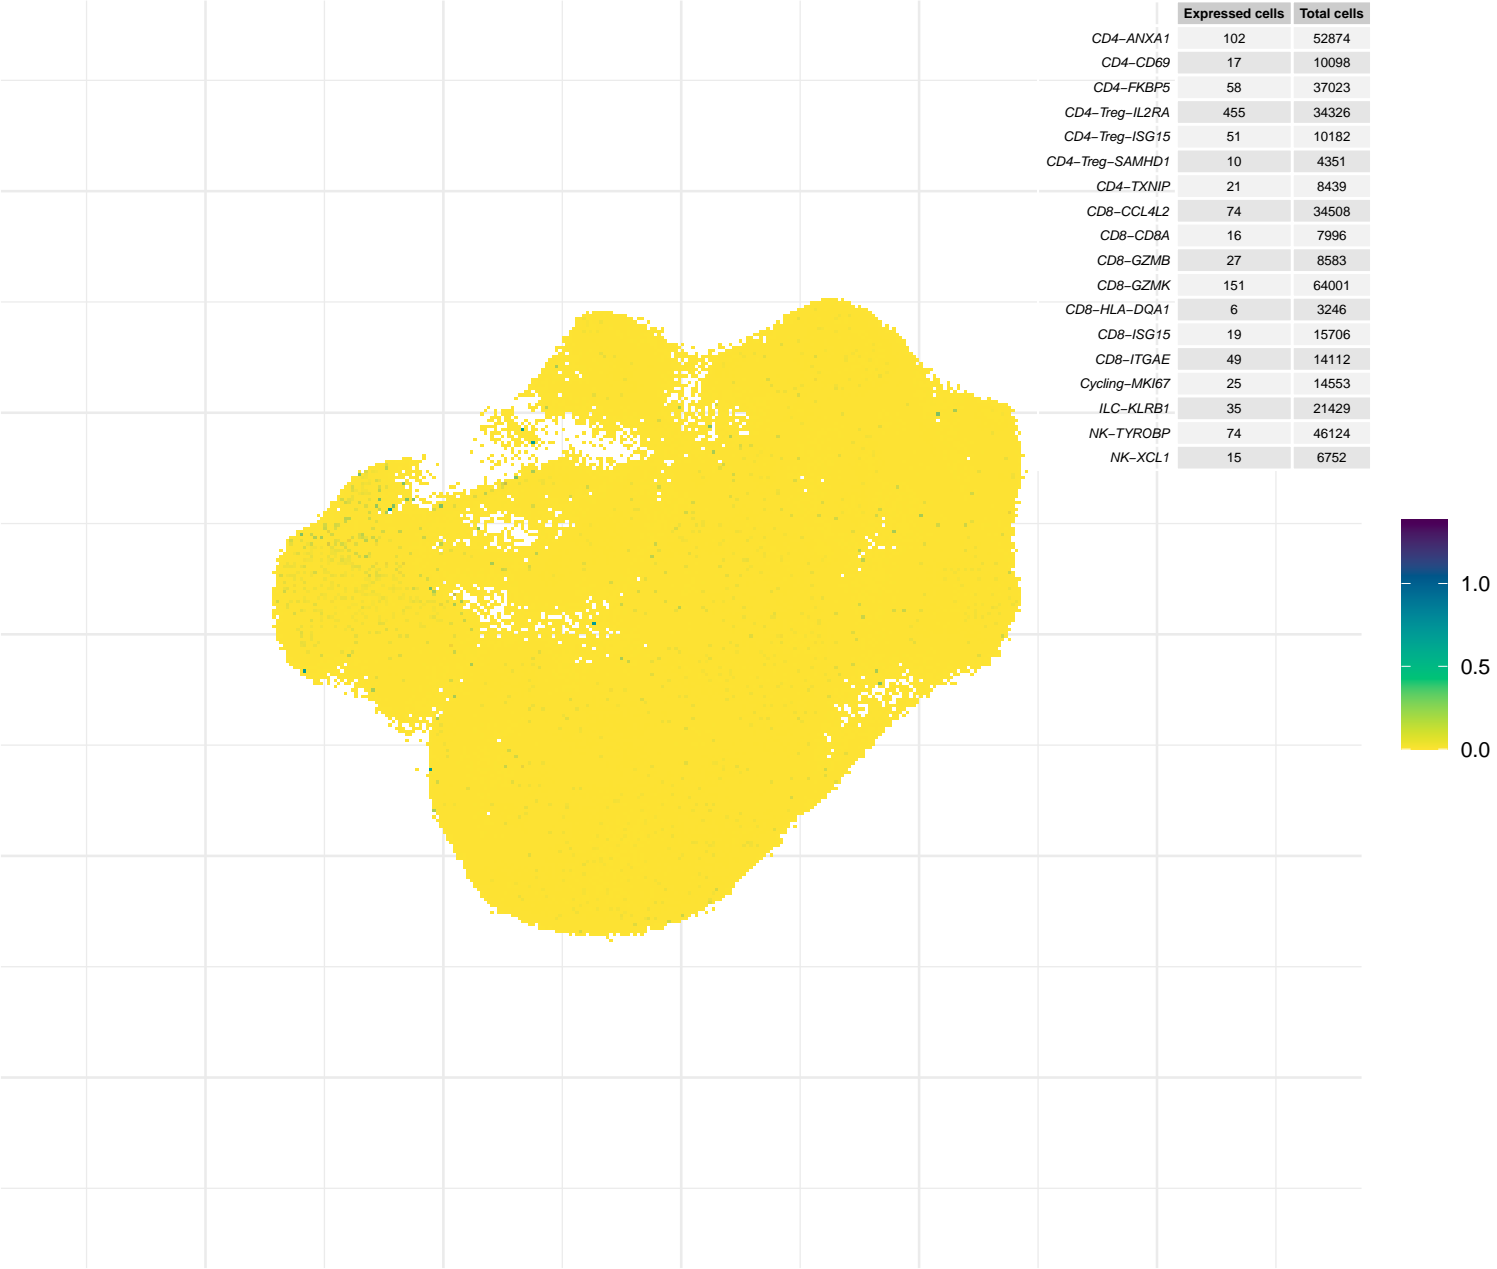 Expressed cells Total cells
CD4−ANXA1 102 52874
CD4−CD69 17 10098
CD4−FKBP5 58 37023
CD4−Treg−IL2RA 455 34326
CD4−Treg−ISG15 51 10182
CD4−Treg−SAMHD1 10 4351
CD4−TXNIP 21 8439
CD8−CCL4L2 74 34508
CD8−CD8A 16 7996
CD8−GZMB 27 8583
CD8−GZMK 151 64001
CD8−HLA−DQA1 6 3246
CD8−ISG15 19 15706
CD8−ITGAE 49 14112
Cycling−MKI67 25 14553
ILC−KLRB1 35 21429
NK−TYROBP 74 46124
NK−XCL1 15 6752
1.0
0.5
0.0